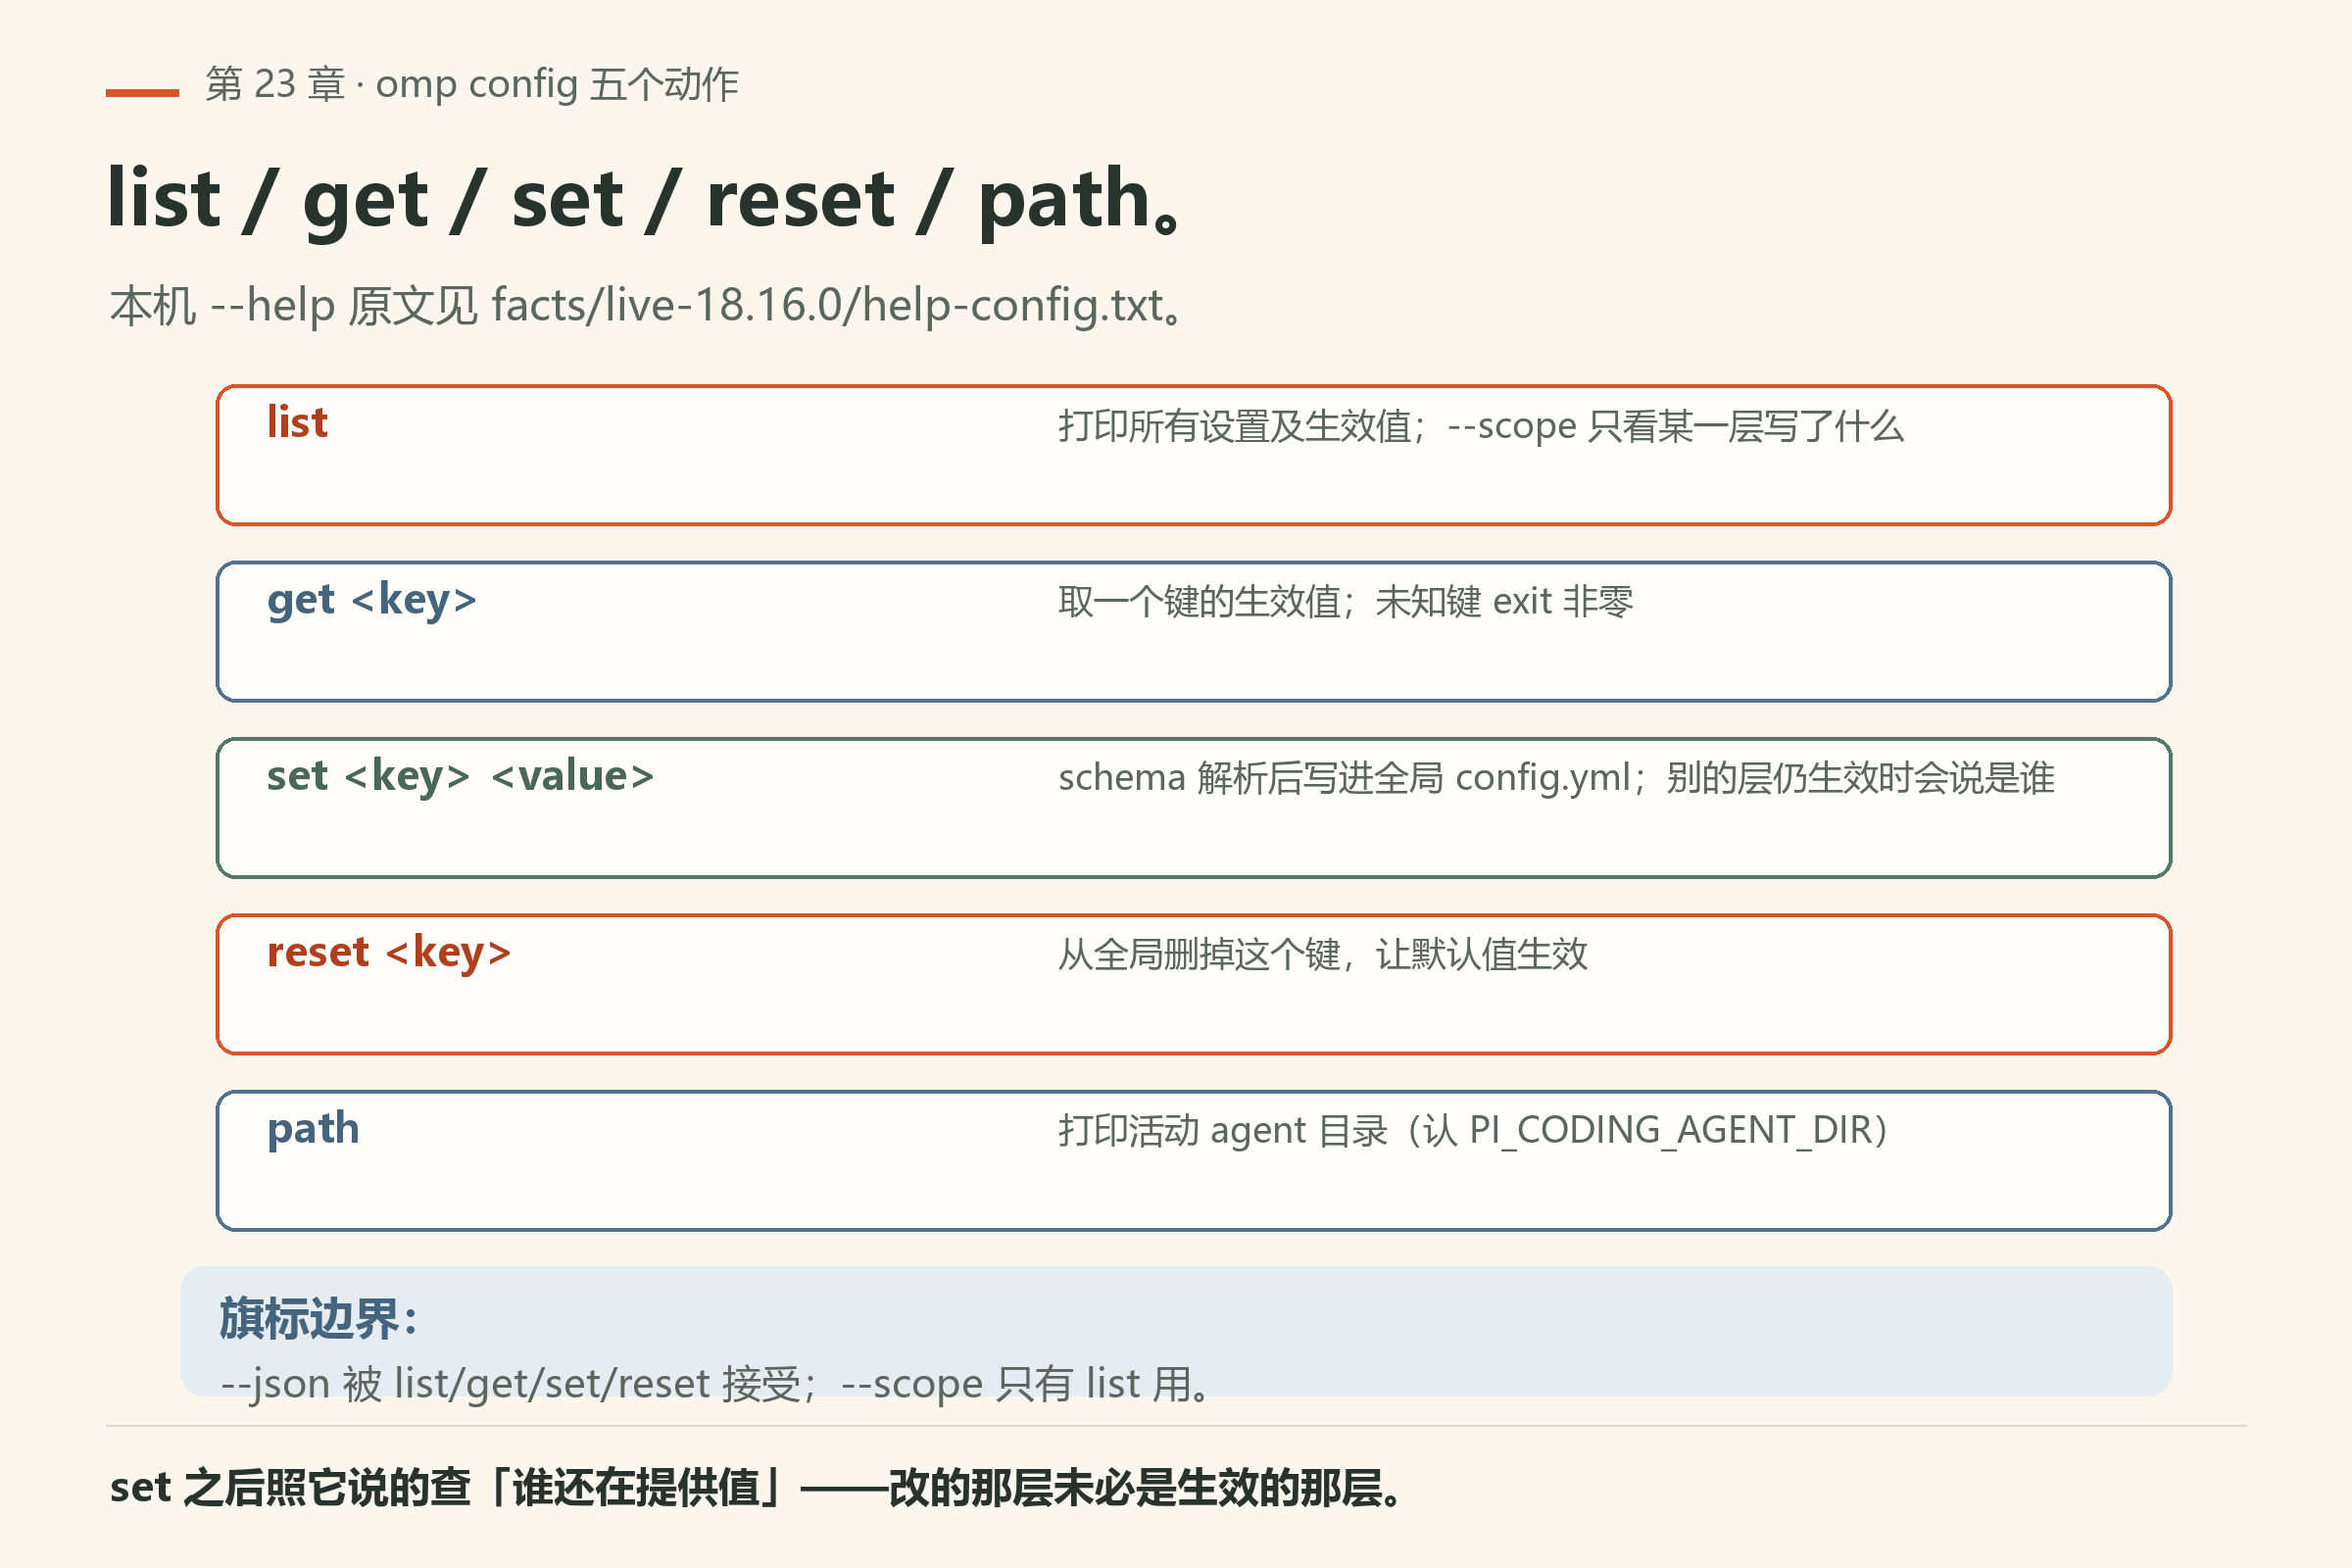 第 23 章 · omp config 五个动作
list / get / set / reset / path。
本机 --help 原文见 facts/live-18.16.0/help-config.txt。
list
打印所有设置及生效值；--scope 只看某一层写了什么
get <key>
取一个键的生效值；未知键 exit 非零
set <key> <value>
schema 解析后写进全局 config.yml；别的层仍生效时会说是谁
reset <key>
从全局删掉这个键，让默认值生效
path
打印活动 agent 目录（认 PI_CODING_AGENT_DIR）
旗标边界：
--json 被 list/get/set/reset 接受；--scope 只有 list 用。
set 之后照它说的查「谁还在提供值」——改的那层未必是生效的那层。